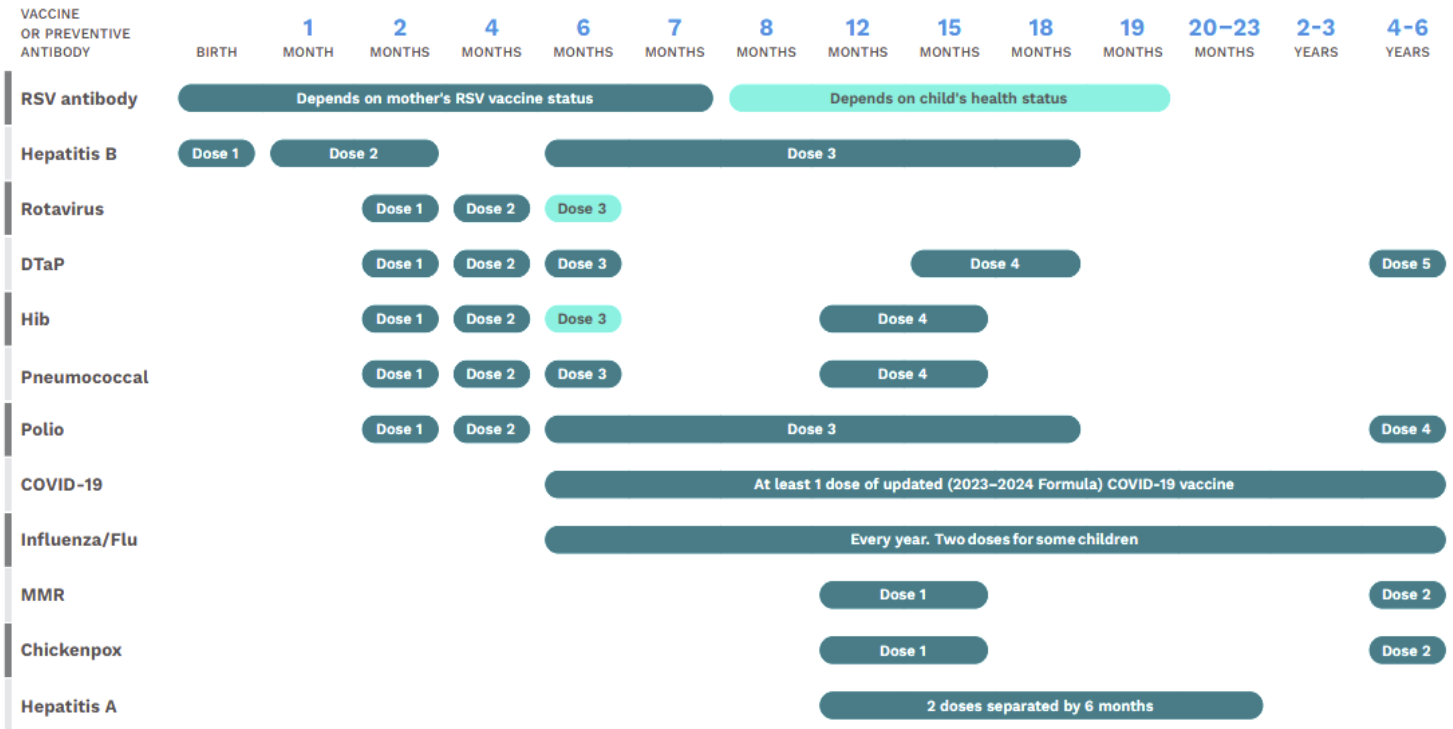 VACCINE
OR PREVENTIVE
ANTIBODY
BIRTH
1
MONTH
2
MONTHS
4
MONTHS
6
MONTHS
7
MONTHS
8
MONTHS
12
MONTHS
15
MONTHS
18
MONTHS
19
MONTHS
20–23
MONTHS
2-3
YEARS
4-6
YEARS
RSV antibody Depends on mother's RSV vaccine status Depends on child's health status
Hepatitis B Dose 1 Dose 2 Dose 3
Rotavirus Dose 1 Dose 2 Dose 3
DTaP Dose 1 Dose 2 Dose 3 Dose 4 Dose 5
Hib Dose 1 Dose 2 Dose 3 Dose 4
Pneumococcal Dose 1 Dose 2 Dose 3 Dose 4
Polio Dose 1 Dose 2 Dose 3 Dose 4
COVID-19 At least 1 dose of updated (2023–2024 Formula) COVID-19 vaccine
Influenza/Flu Every year. Two doses for some children
MMR Dose 1 Dose 2
Chickenpox Dose 1 Dose 2
Hepatitis A 2 doses separated by 6 months